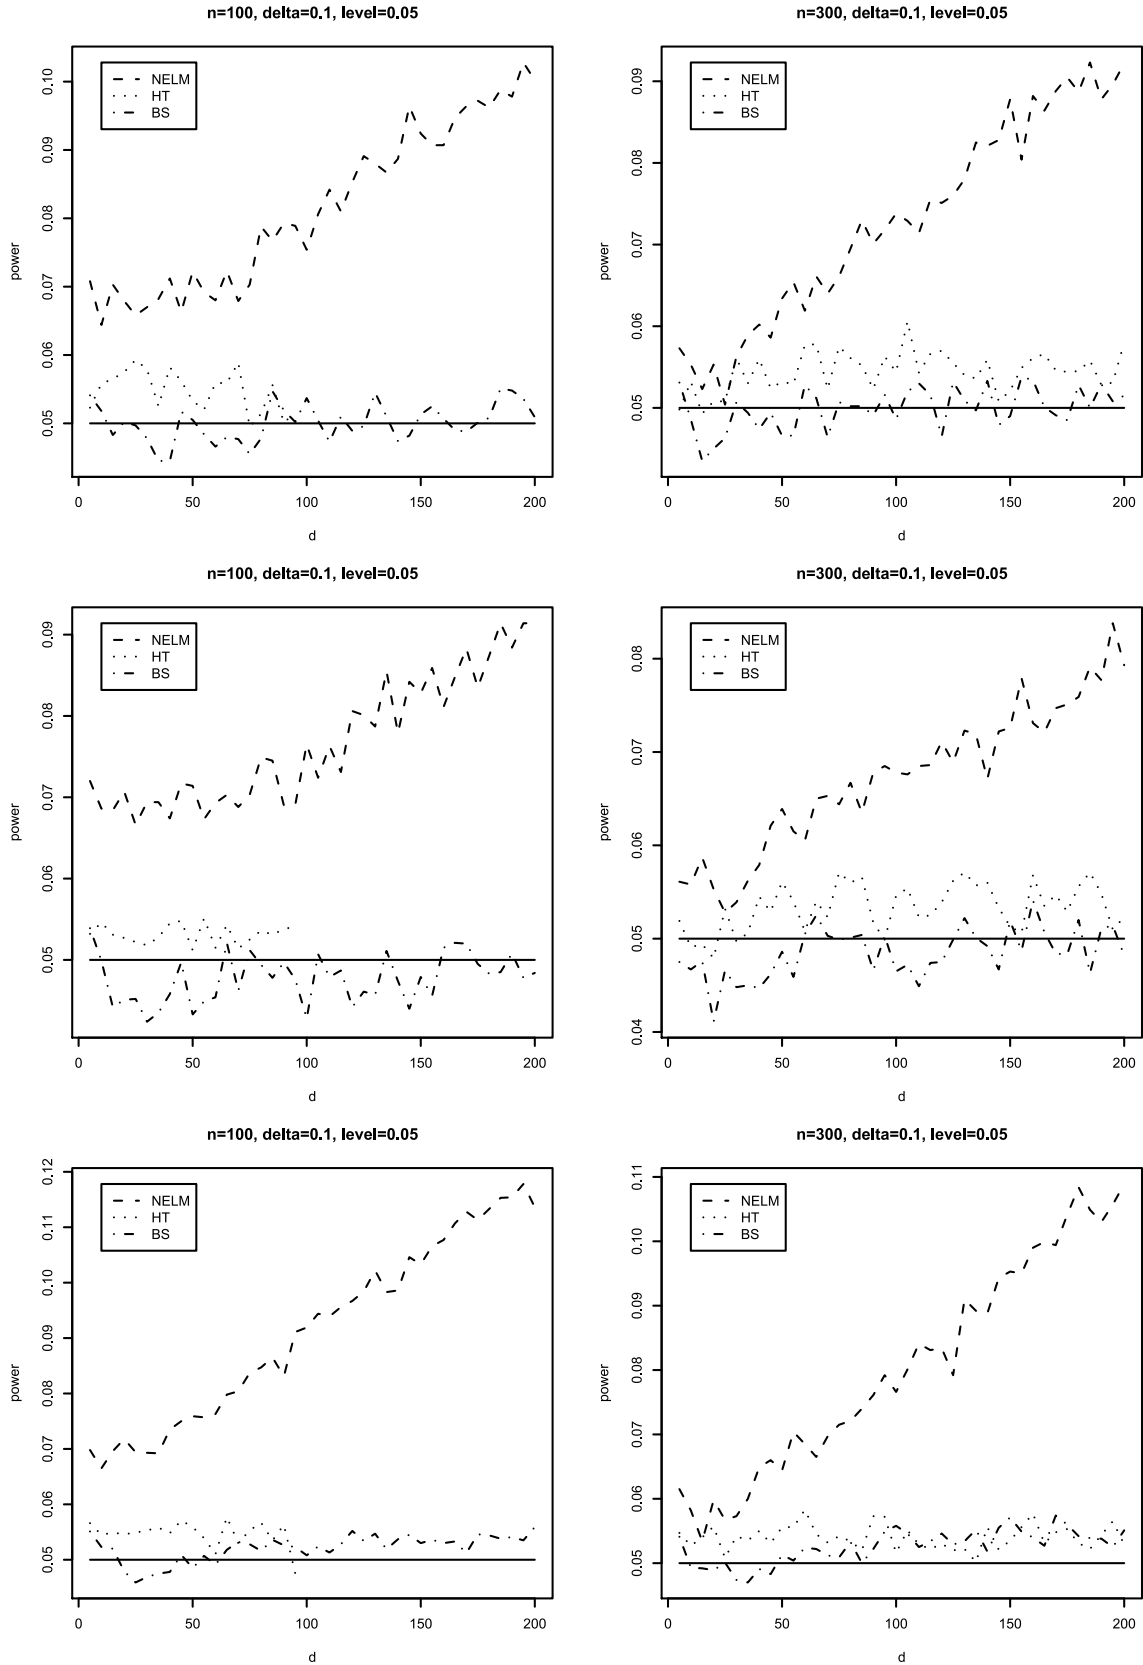 n=100, delta=0.1, level=0.05
NELM
HT
BS
power
0.05
0.06
0.07
0.08
0.09
0.10
0
50
100
150
200
d
n=300, delta=0.1, level=0.05
NELM
HT
BS
power
0.05
0.06
0.07
0.08
0.09
0
50
100
150
200
d
n=100, delta=0.1, level=0.05
NELM
HT
BS
power
0.05
0.06
0.07
0.08
0.09
0
50
100
150
200
d
n=300, delta=0.1, level=0.05
NELM
HT
BS
power
0.04
0.05
0.06
0.07
0.08
0
50
100
150
200
d
n=100, delta=0.1, level=0.05
NELM
HT
BS
power
0.05
0.06
0.07
0.08
0.09
0.10
0.11
0.12
0
50
100
150
200
d
n=300, delta=0.1, level=0.05
NELM
HT
BS
power
0.05
0.06
0.07
0.08
0.09
0.10
0.11
0
50
100
150
200
d